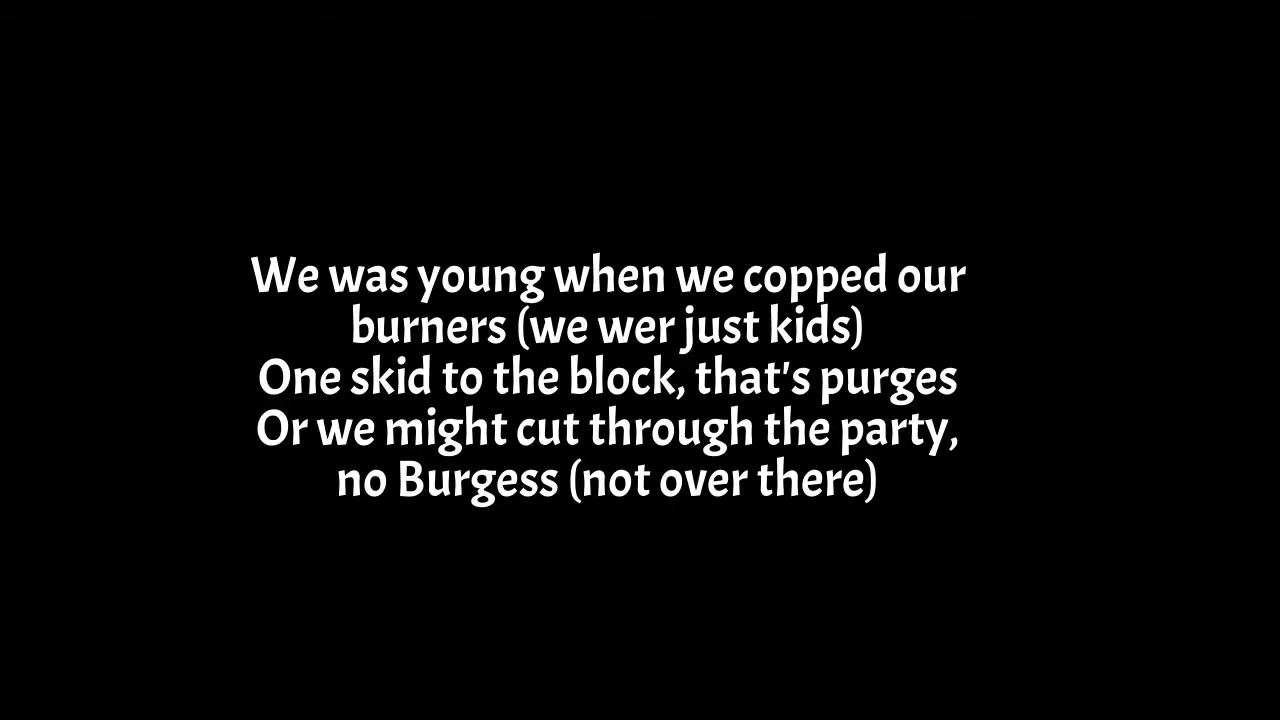 We was young when we copped our
burners (we wer just kids)
One skid to the block, that's purges
Or we might cut through the party,
no Burgess (not over there)